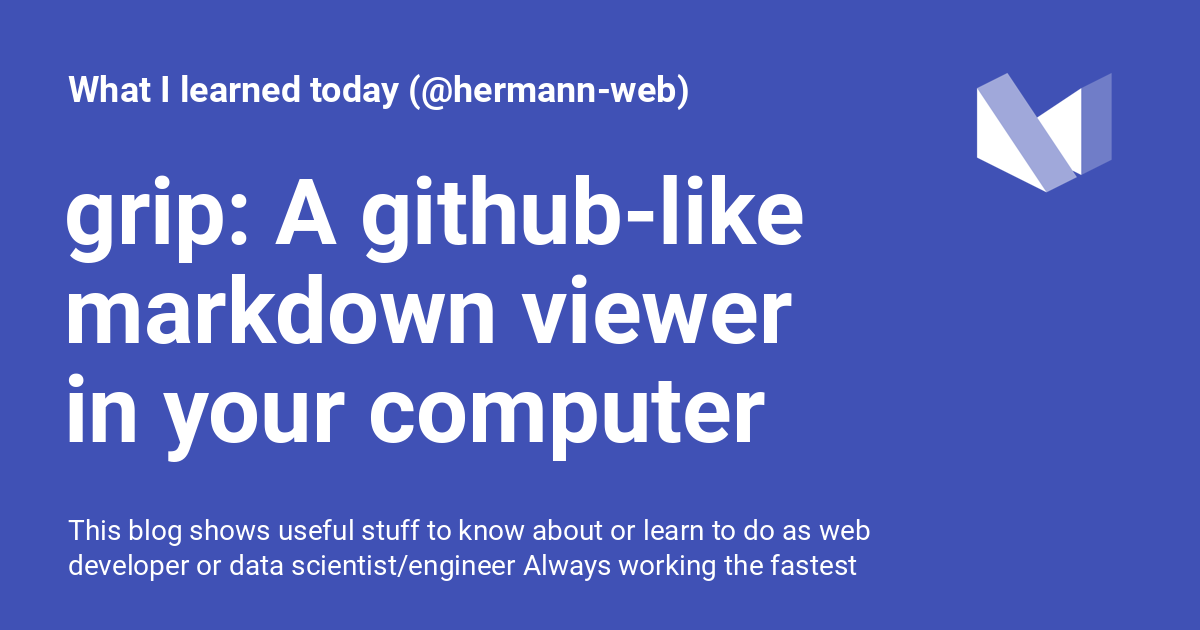 What I learned today (@hermann-web)
grip: A github-like
markdown viewer
in your computer
This blog shows useful stuff to know about or learn to do as web
developer or data scientist/engineer Always working the fastest